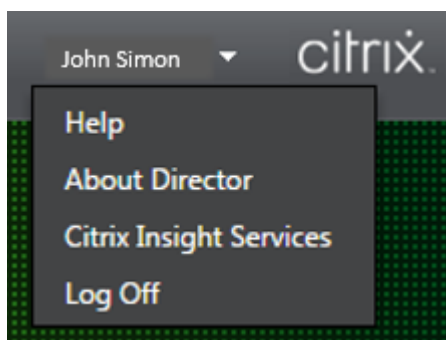 John Simon
citrix.
Help
About Director
Citrix Insight Services
Log Off